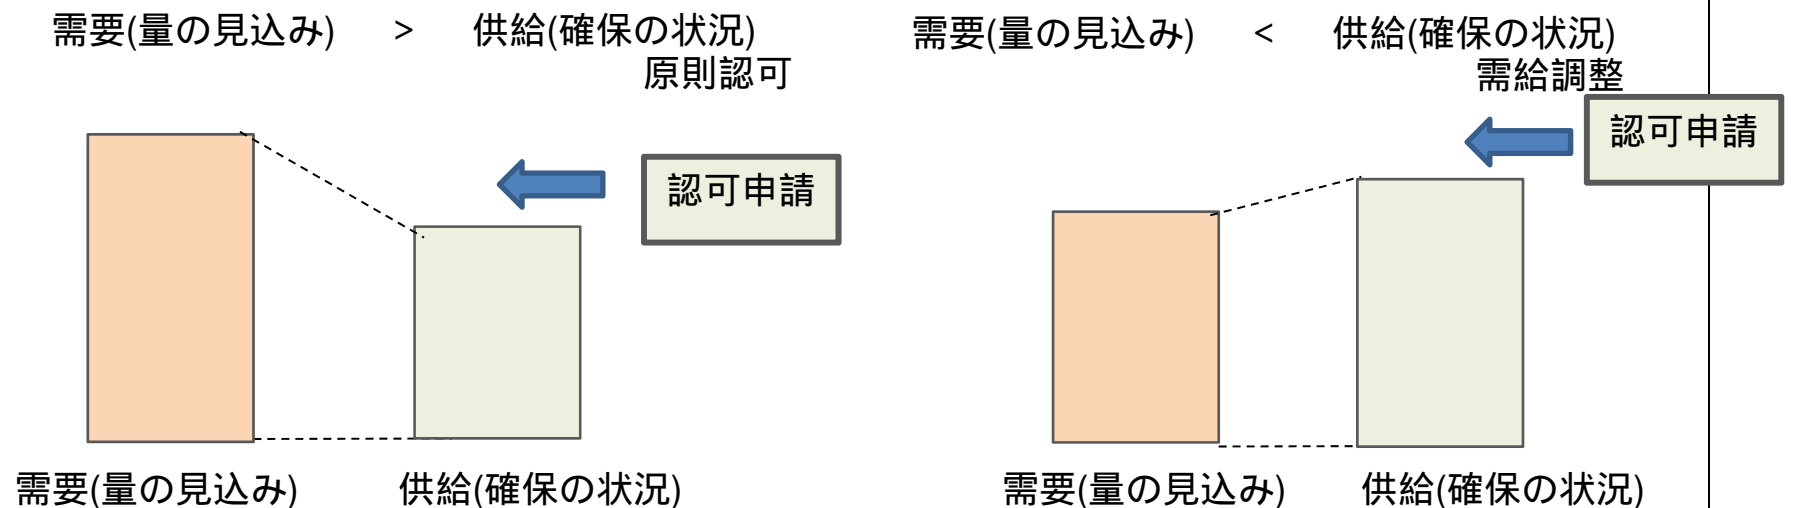 需要(量の見込み) > 供給(確保の状況)
原則認可
認可申請
需要(量の見込み) 供給(確保の状況)
需要(量の見込み) < 供給(確保の状況)
需給調整
認可申請
需要(量の見込み) 供給(確保の状況)